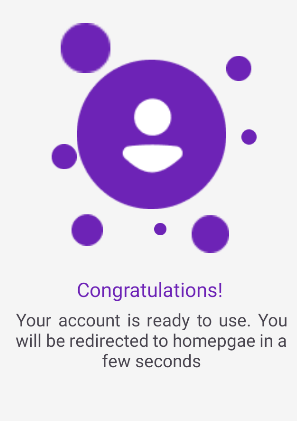 Congratulations!
Your account is ready to use. You
will be redirected to homepgae in a
few seconds